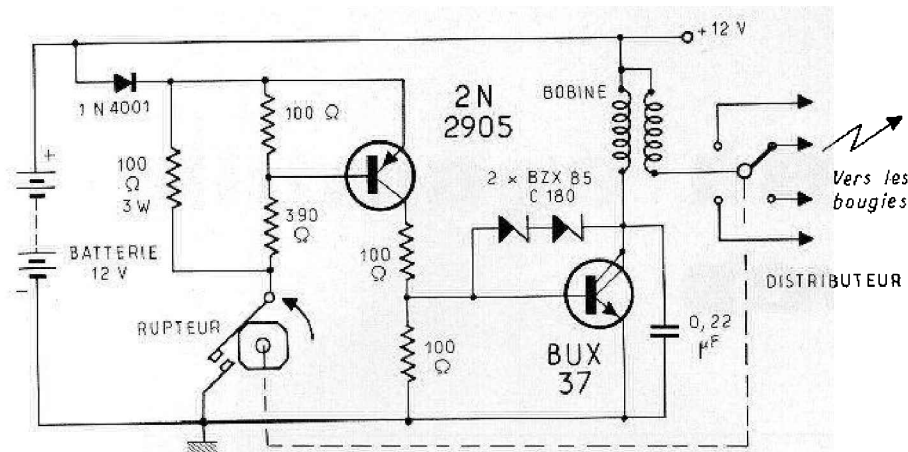 + 12 V
1 N 4001
100 Ω
2N
2905
BOBINE
100
Ω
3 W
390
Ω
2 × BZX 85
C 180
Vers les
bougies
+
BATTERIE
12 V
-
100
Ω
DISTRIBUTEUR
RUPTEUR
100
Ω
BUX
37
0,22
µF